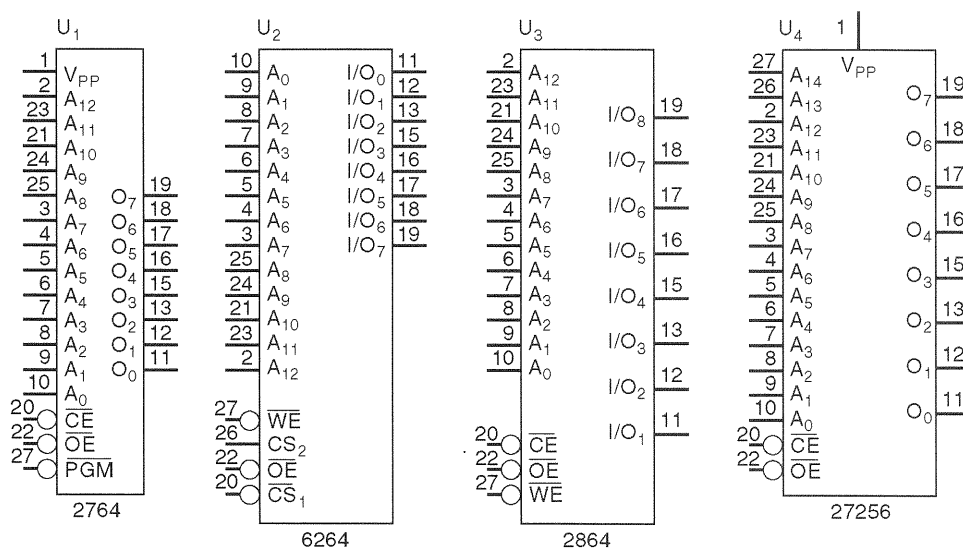 U1
1 VPP
2 A12
23 A11
21 A10
24 A9
25 A8 O7 19
3 A7 O6 18
4 A6 O5 17
5 A5 O4 16
6 A4 O3 15
7 A3 O2 13
8 A2 O1 12
9 A1 O0 11
10 A0
20 CE
22 OE
27 PGM
2764
U2
10 A0 I/O0 11
9 A1 I/O1 12
8 A2 I/O2 13
7 A3 I/O3 15
6 A4 I/O4 16
5 A5 I/O5 17
4 A6 I/O6 18
3 A7 I/O7 19
25 A8
24 A9
21 A10
23 A11
2 A12
27 WE
26 CS2
22 OE
20 CS1
6264
U3
2 A12
23 A11
21 A10 I/O8 19
24 A9
25 A8 I/O7 18
3 A7
4 A6 I/O6 17
5 A5 I/O5 16
6 A4
7 A3 I/O4 15
8 A2
9 A1 I/O3 13
10 A0
I/O2 12
I/O1 11
20 CE
22 OE
27 WE
2864
U4 1
VPP
27 A14
26 A13 O7 19
2 A12
23 A11 O6 18
21 A10
24 A9 O5 17
25 A8
3 A7 O4 16
4 A6
5 A5 O3 15
6 A4 O2 13
7 A3
8 A2 O1 12
9 A1
10 A0 O0 11
20 CE
22 OE
27256